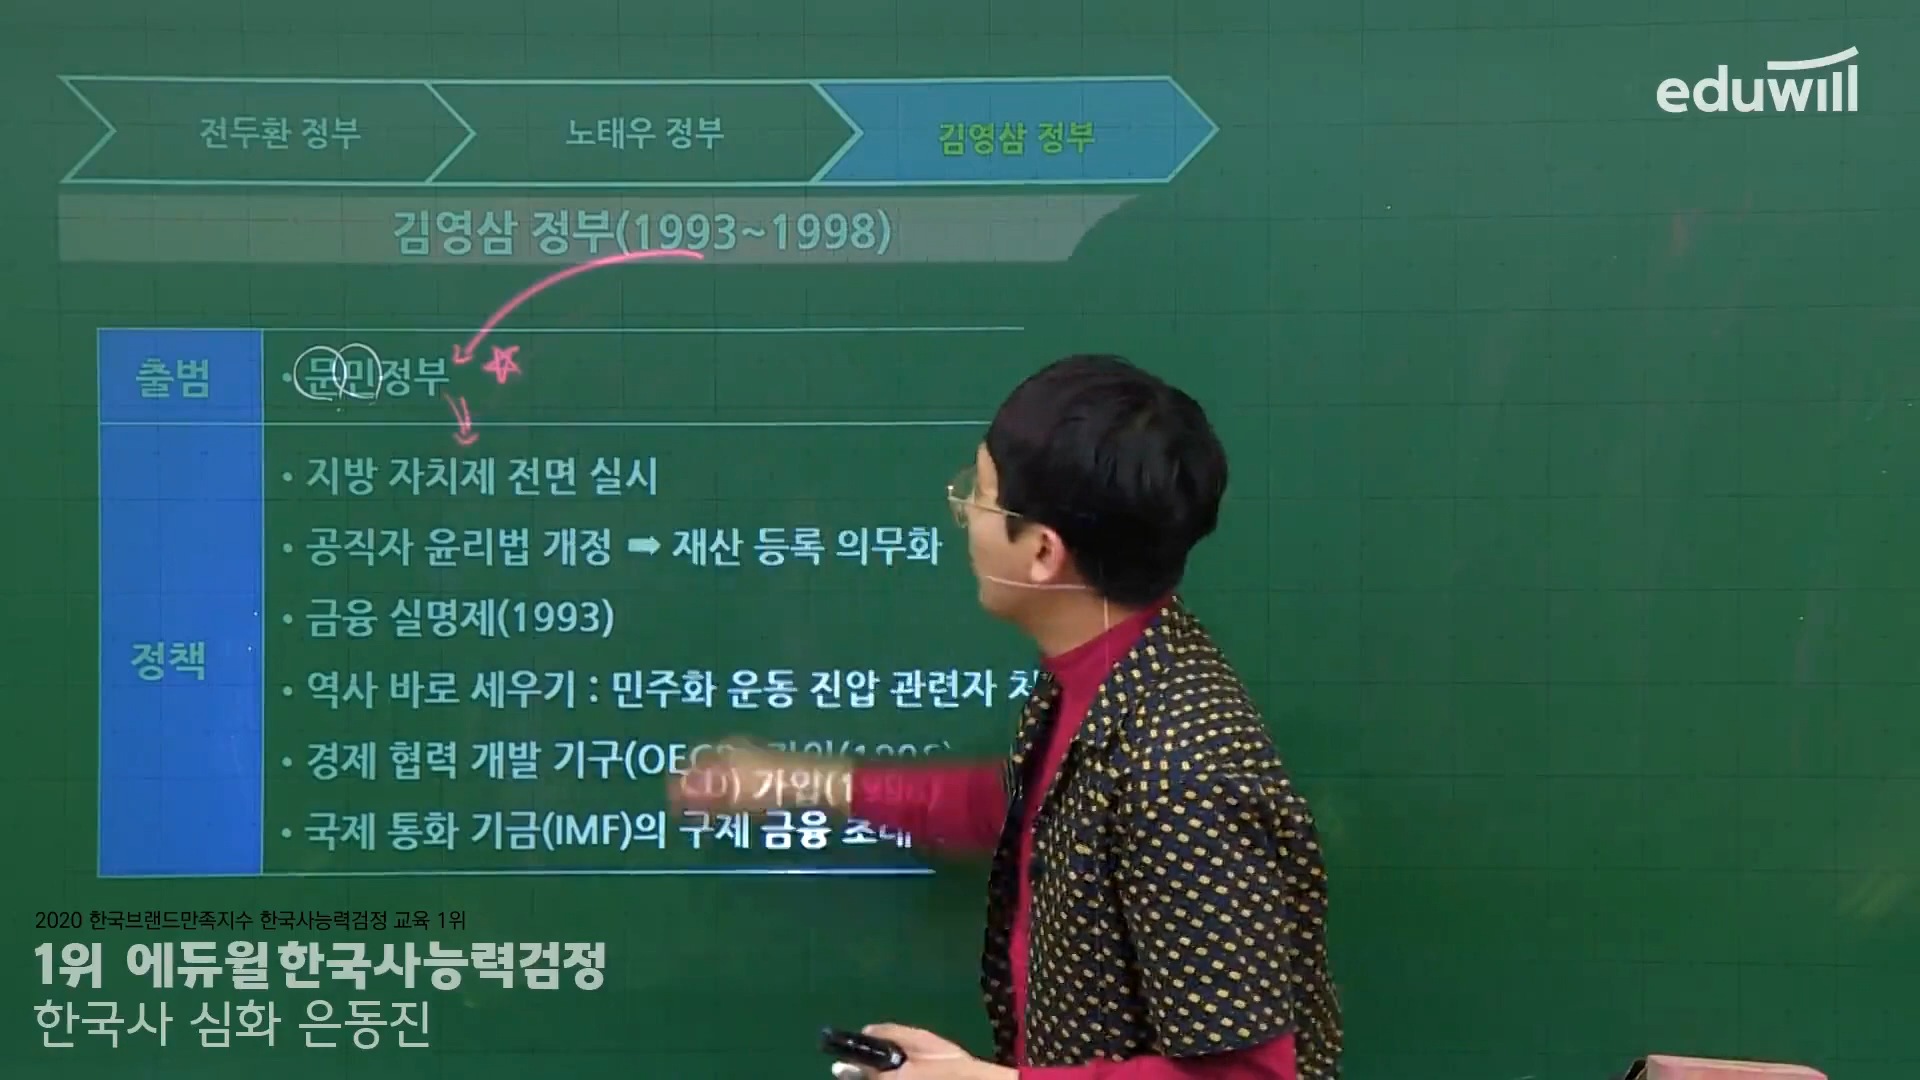 eduwill
전두환 정부
노태우 정부
김영삼 정부
김영삼 정부(1993~1998)
출범
• 문민정부
정책
• 지방 자치제 전면 실시
• 공직자 윤리법 개정 ➡ 재산 등록 의무화
• 금융 실명제(1993)
• 역사 바로 세우기 : 민주화 운동 진압 관련자
• 경제 협력 개발 기구(OECD) 가입(1996)
• 국제 통화 기금(IMF)의 구제 금융 초래
2020 한국브랜드만족지수 한국사능력검정 교육 1위
1위 에듀윌 한국사능력검정
한국사 심화 은동진